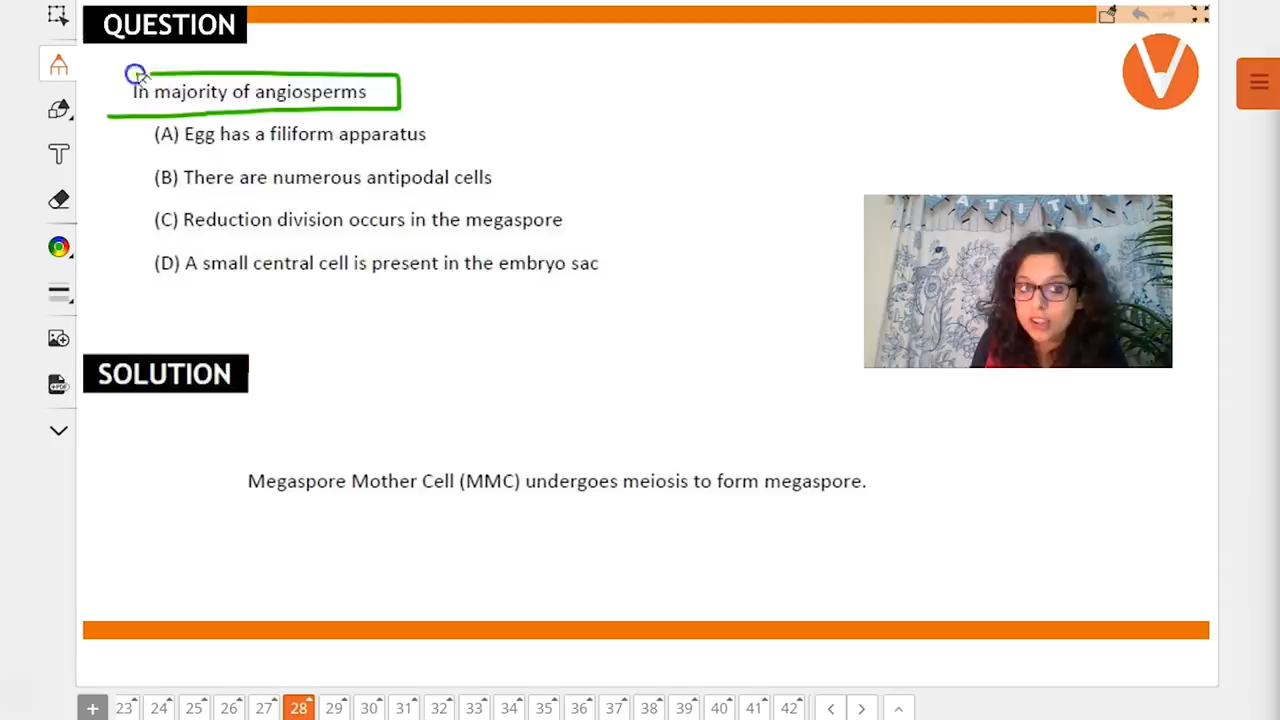 QUESTION
In majority of angiosperms
(A) Egg has a filiform apparatus
(B) There are numerous antipodal cells
(C) Reduction division occurs in the megaspore
(D) A small central cell is present in the embryo sac
ATITU
SOLUTION
Megaspore Mother Cell (MMC) undergoes meiosis to form megaspore.
23 24 25 26 27 28 29 30 31 32 33 34 35 36 37 38 39 40 41 42